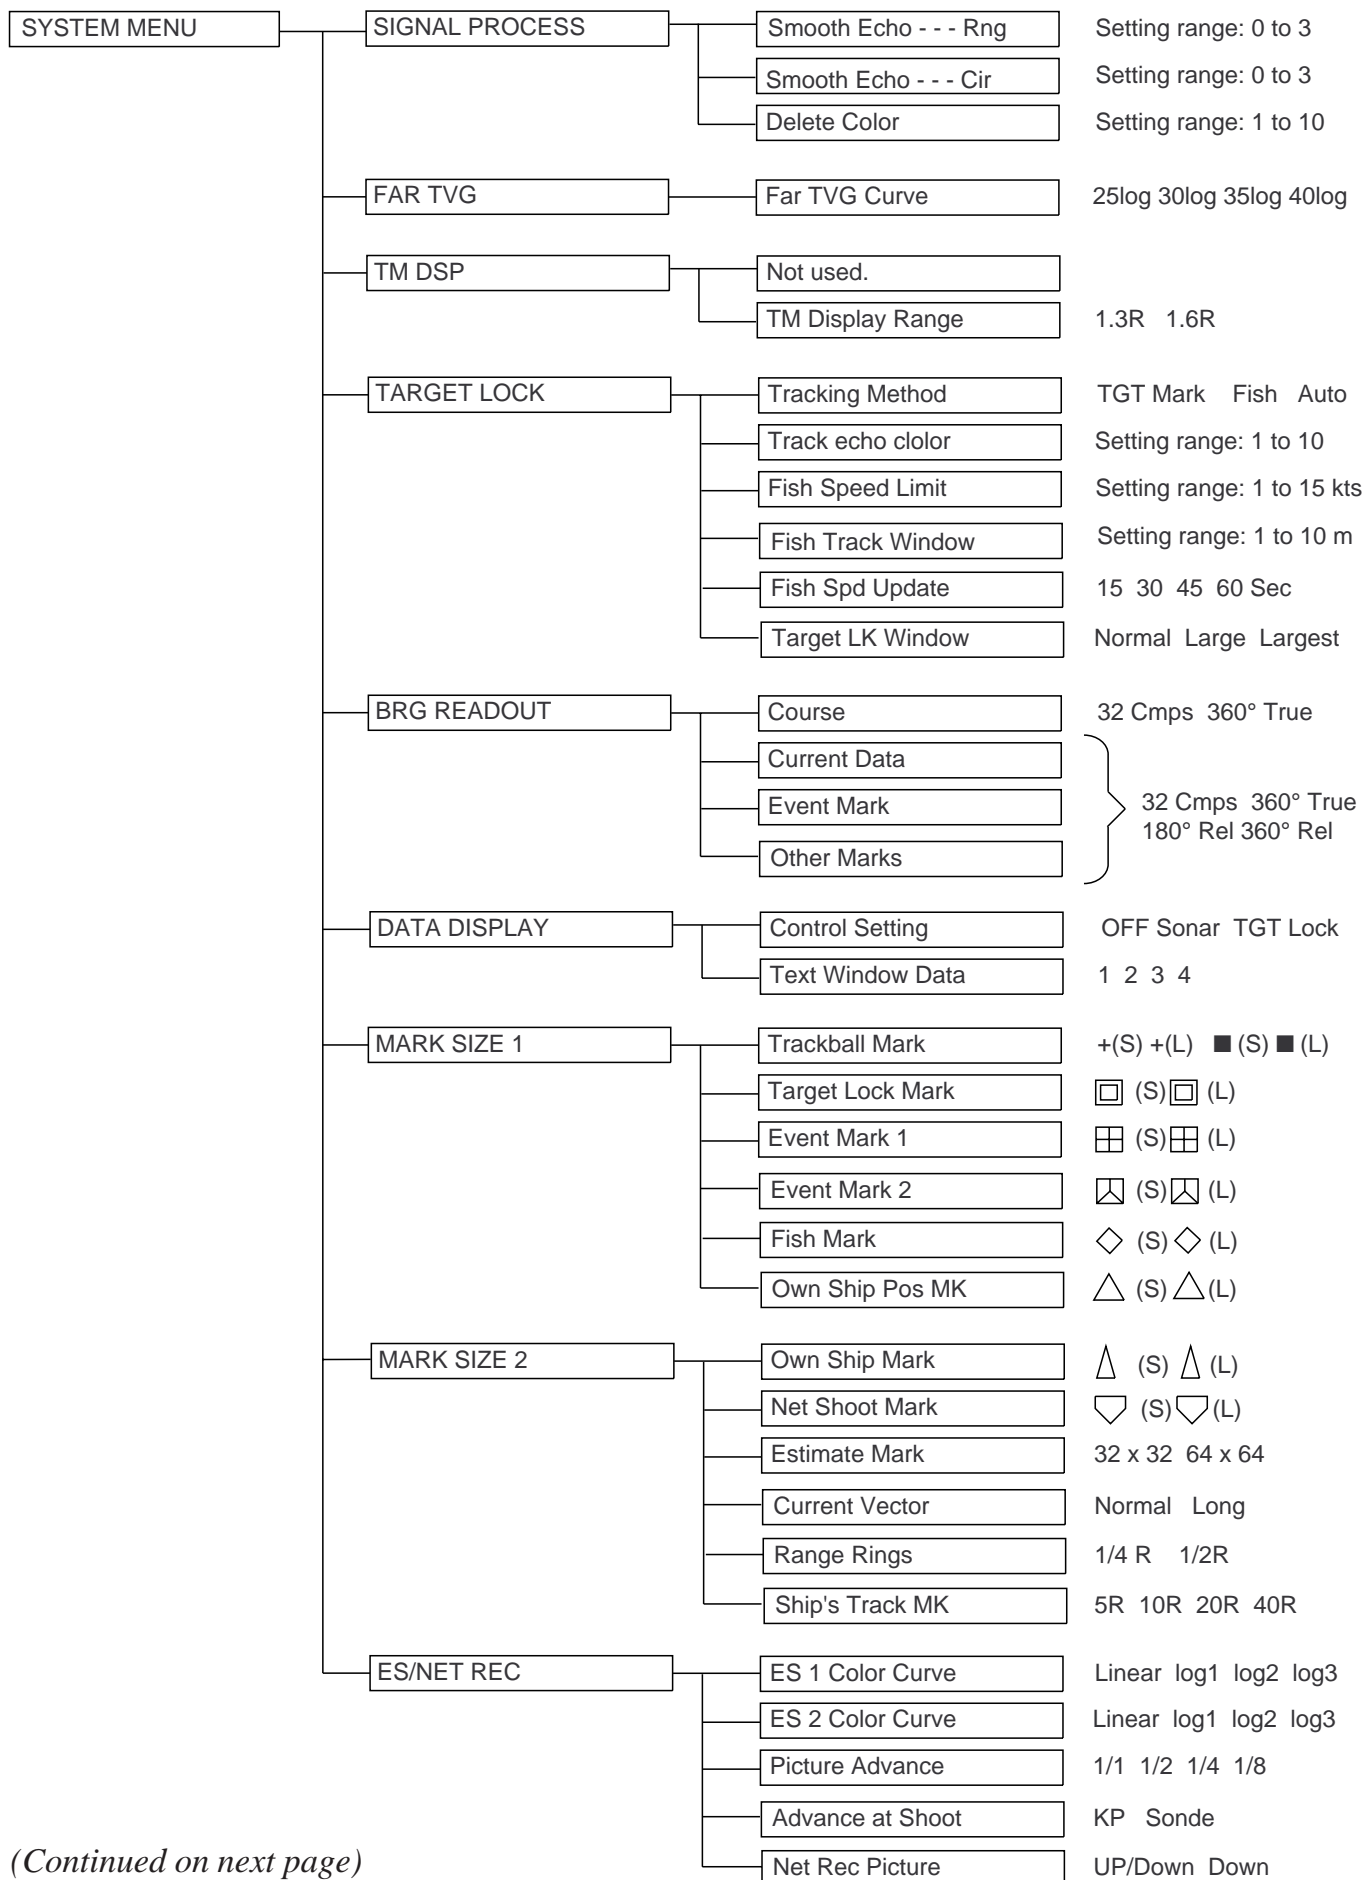 SYSTEM MENU
SIGNAL PROCESS
Smooth Echo - - - Rng
Setting range: 0 to 3
Smooth Echo - - - Cir
Setting range: 0 to 3
Delete Color
Setting range: 1 to 10
FAR TVG
Far TVG Curve
25log 30log 35log 40log
TM DSP
Not used.
TM Display Range
1.3R 1.6R
TARGET LOCK
Tracking Method
TGT Mark Fish Auto
Track echo clolor
Setting range: 1 to 10
Fish Speed Limit
Setting range: 1 to 15 kts
Fish Track Window
Setting range: 1 to 10 m
Fish Spd Update
15 30 45 60 Sec
Target LK Window
Normal Large Largest
BRG READOUT
Course
32 Cmps 360° True
Current Data
Event Mark
Other Marks
32 Cmps 360° True
180° Rel 360° Rel
DATA DISPLAY
Control Setting
OFF Sonar TGT Lock
Text Window Data
1 2 3 4
MARK SIZE 1
Trackball Mark
+(S) +(L) ■ (S) ■ (L)
Target Lock Mark
(S) (L)
Event Mark 1
(S) (L)
Event Mark 2
(S) (L)
Fish Mark
(S) (L)
Own Ship Pos MK
(S) (L)
MARK SIZE 2
Own Ship Mark
(S) (L)
Net Shoot Mark
(S) (L)
Estimate Mark
32 x 32 64 x 64
Current Vector
Normal Long
Range Rings
1/4 R 1/2R
Ship's Track MK
5R 10R 20R 40R
ES/NET REC
ES 1 Color Curve
Linear log1 log2 log3
ES 2 Color Curve
Linear log1 log2 log3
Picture Advance
1/1 1/2 1/4 1/8
Advance at Shoot
KP Sonde
Net Rec Picture
UP/Down Down
(Continued on next page)